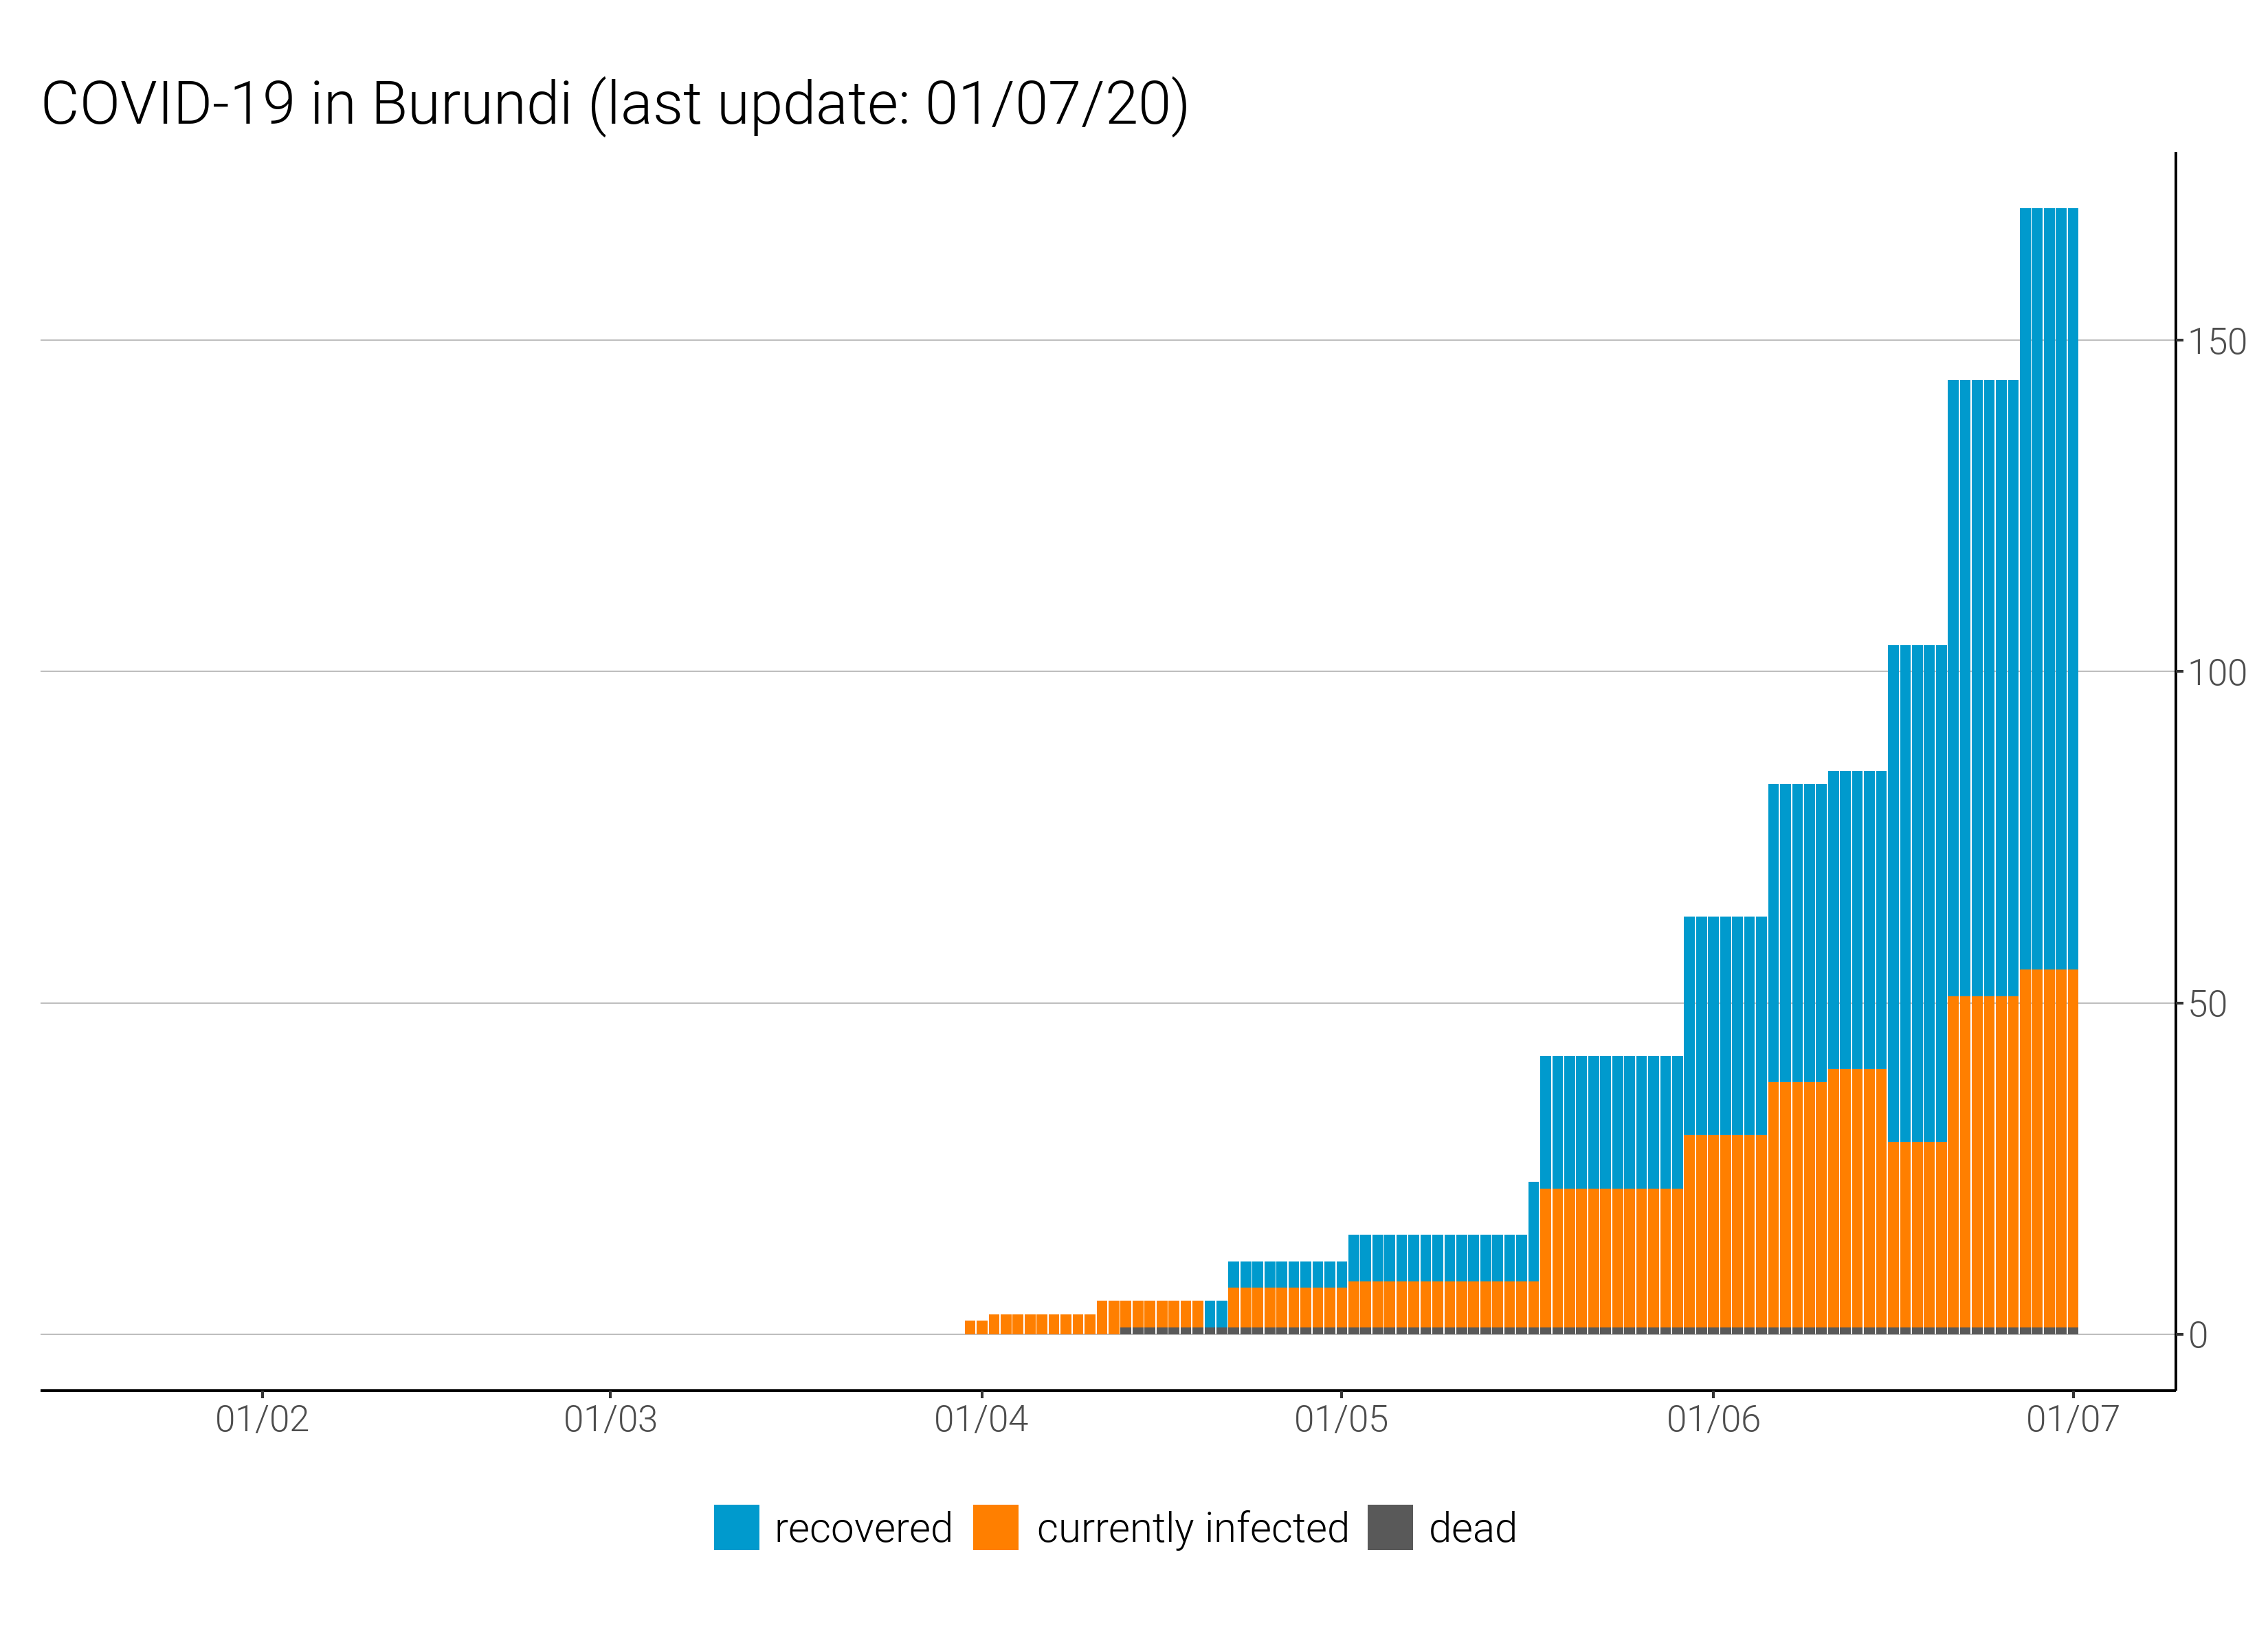 COVID-19 in Burundi (last update: 01/07/20)
150
100
50
0
01/02 01/03 01/04 01/05 01/06 01/07
recovered currently infected dead